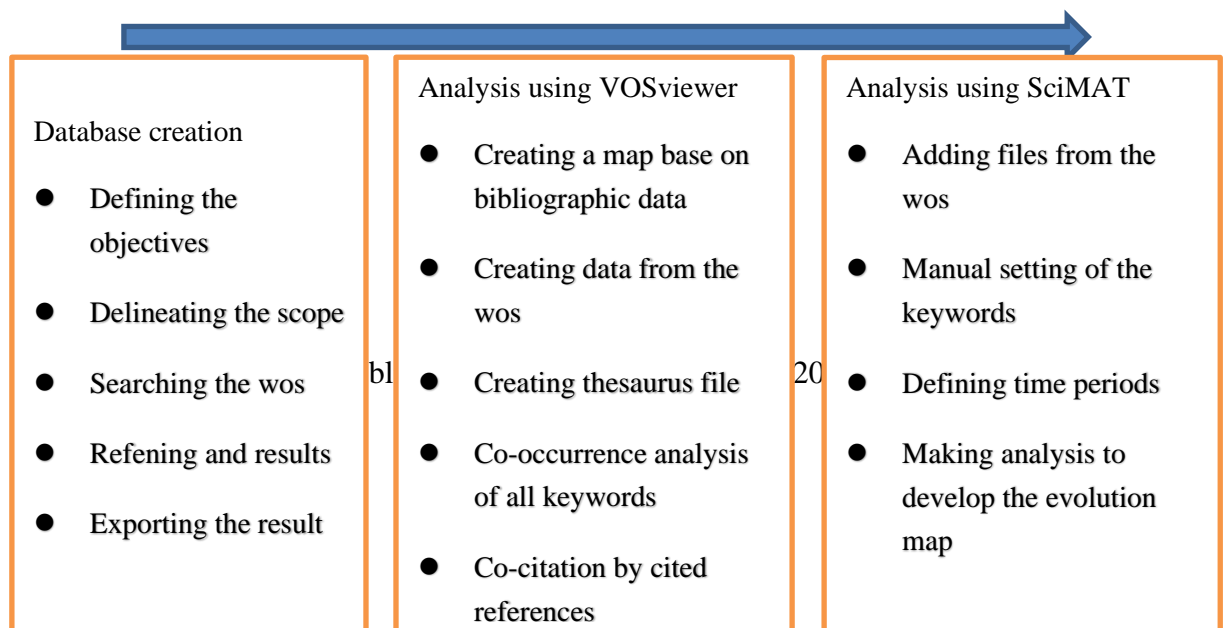 Database creation
● Defining the
objectives
● Delineating the scope
● Searching the wos
● Refening and results
● Exporting the result
bl
Analysis using VOSviewer
● Creating a map base on
bibliographic data
● Creating data from the
wos
● Creating thesaurus file
● Co-occurrence analysis
of all keywords
● Co-citation by cited
references
20
Analysis using SciMAT
● Adding files from the
wos
● Manual setting of the
keywords
● Defining time periods
● Making analysis to
develop the evolution
map